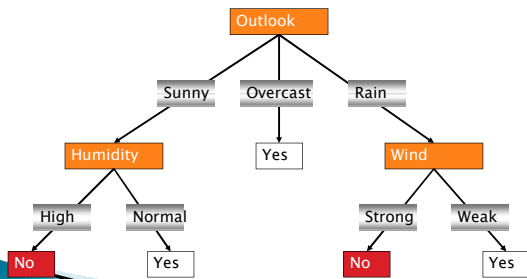 Outlook
Sunny Overcast Rain
Humidity Yes Wind
High Normal Strong Weak
No Yes No Yes